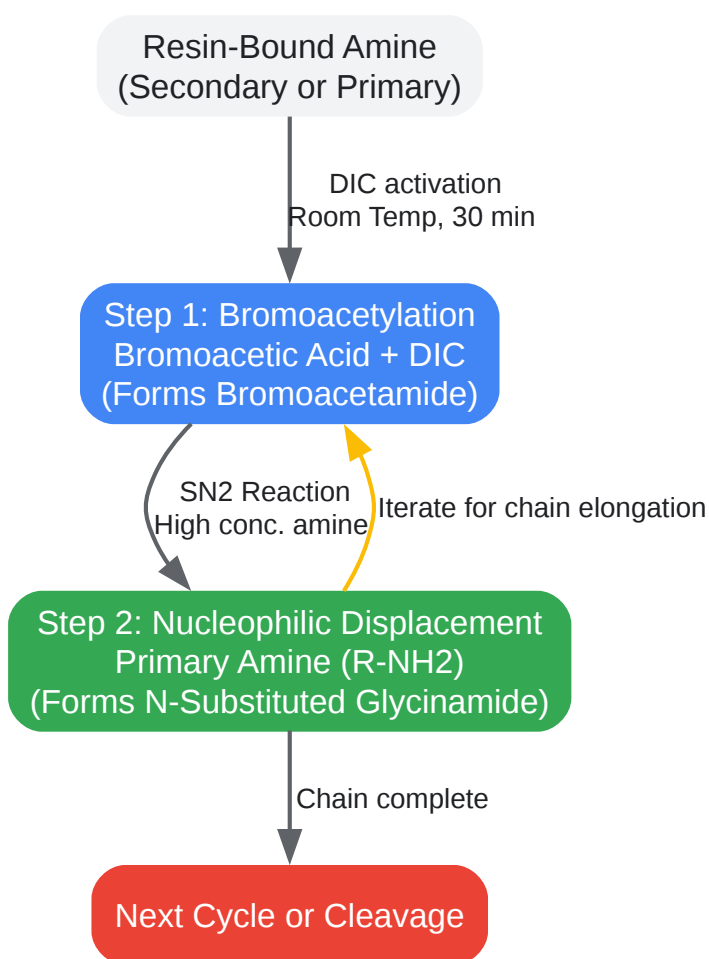 Resin-Bound Amine
(Secondary or Primary)
DIC activation
Room Temp, 30 min
Step 1: Bromoacetylation
Bromoacetic Acid + DIC
(Forms Bromoacetamide)
SN2 Reaction
High conc. amine
Iterate for chain elongation
Step 2: Nucleophilic Displacement
Primary Amine (R-NH2)
(Forms N-Substituted Glycinamide)
Chain complete
Next Cycle or Cleavage